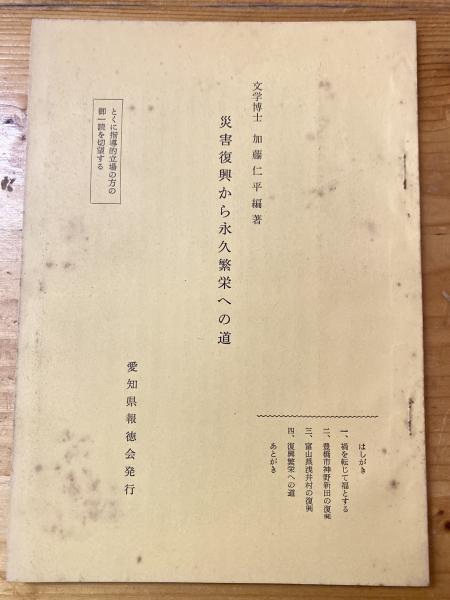 はしがき
一、禍を転じて福とする
二、豊橋市神野新田の復興
三、富山県浅井村の復興
四、復興繁栄への道
あとがき
文学博士 加藤仁平編著
災害復興から永久繁栄への道
とくに指導的立場の方の
御一読を切望する
愛知県報徳会発行